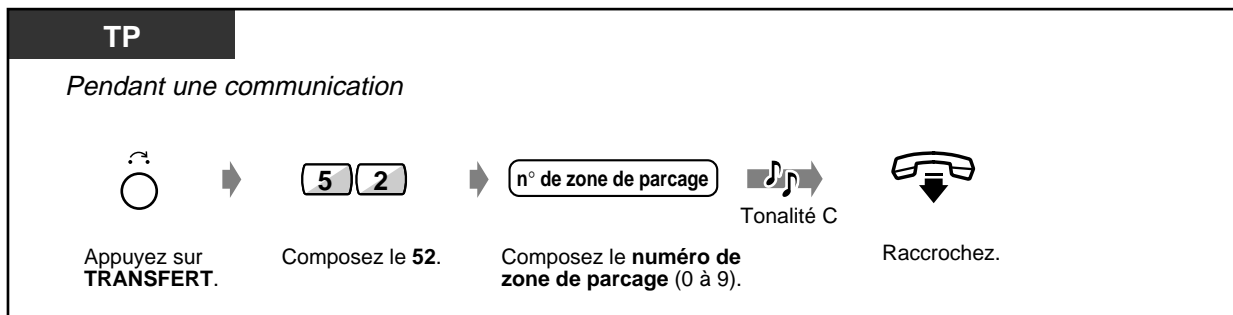 TP
Pendant une communication
5 2
n° de zone de parcage
Tonalité C
Appuyez sur
TRANSFERT.
Composez le 52.
Composez le numéro de
zone de parcage (0 à 9).
Raccrochez.